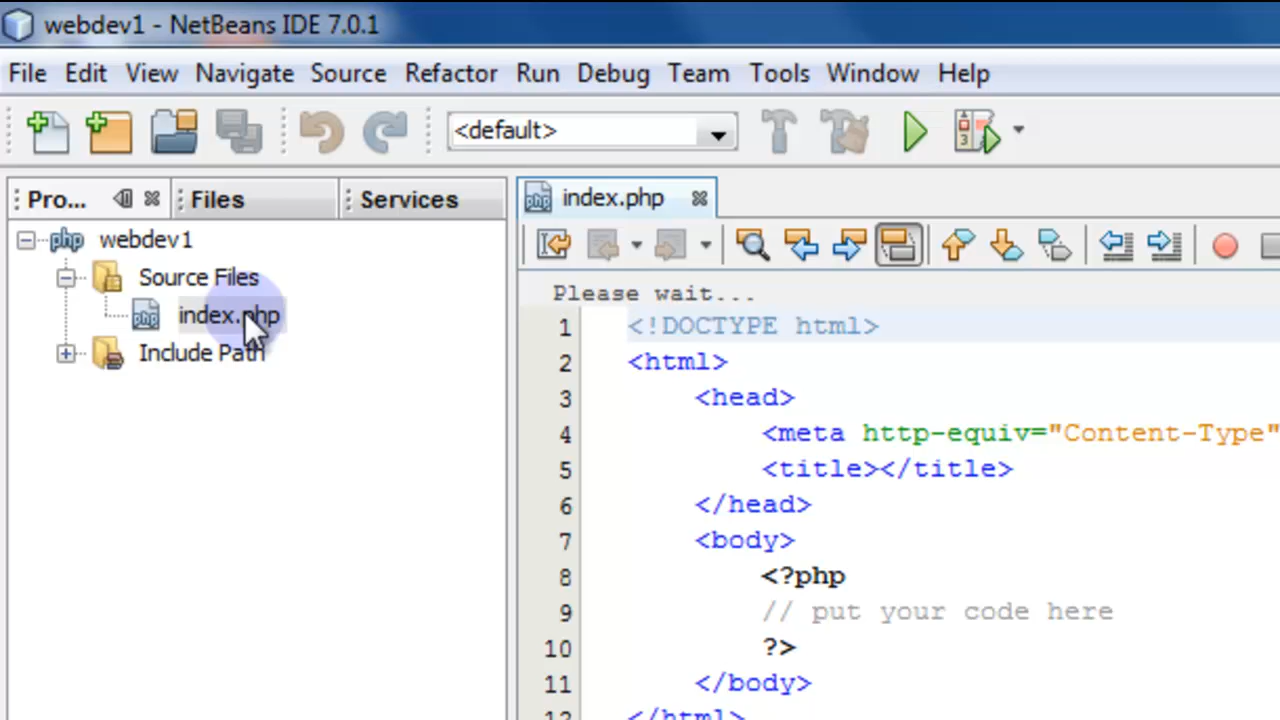 webdev1 - NetBeans IDE 7.0.1
File Edit View Navigate Source Refactor Run Debug Team Tools Window Help
<default>
Pro... Files Services
index.php
webdev1
Source Files
index.php
Include Path
Please wait...
1 <!DOCTYPE html>
2 <html>
3 <head>
4 <meta http-equiv="Content-Type"
5 <title></title>
6 </head>
7 <body>
8 <?php
9 // put your code here
10 ?>
11 </body>
12 </html>